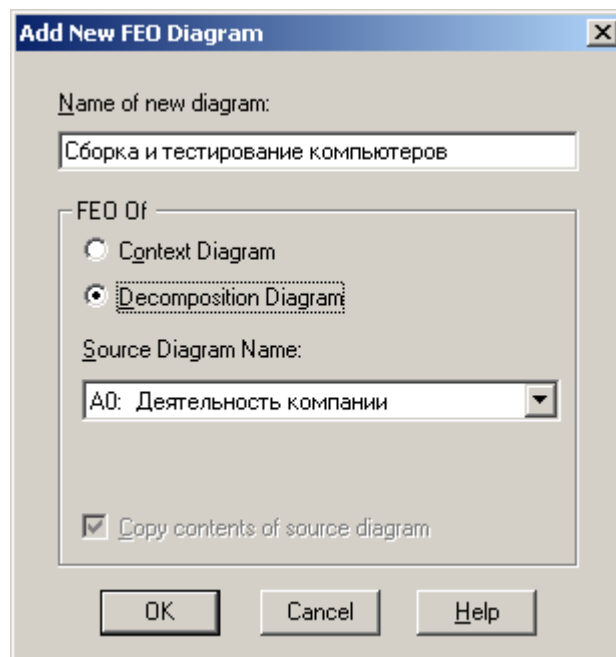 Add New FEO Diagram
Name of new diagram:
Сборка и тестирование компьютеров
FEO Of
Context Diagram
Decomposition Diagram
Source Diagram Name:
A0: Деятельность компании
Copy contents of source diagram
OK Cancel Help